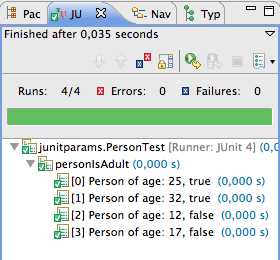 Pac
JU
Nav
Typ
Finished after 0,035 seconds
Runs: 4/4 Errors: 0 Failures: 0
junitparams.PersonTest [Runner: JUnit 4] (0,000 s)
personIsAdult (0,000 s)
[0] Person of age: 25, true (0,000 s)
[1] Person of age: 32, true (0,000 s)
[2] Person of age: 12, false (0,000 s)
[3] Person of age: 17, false (0,000 s)